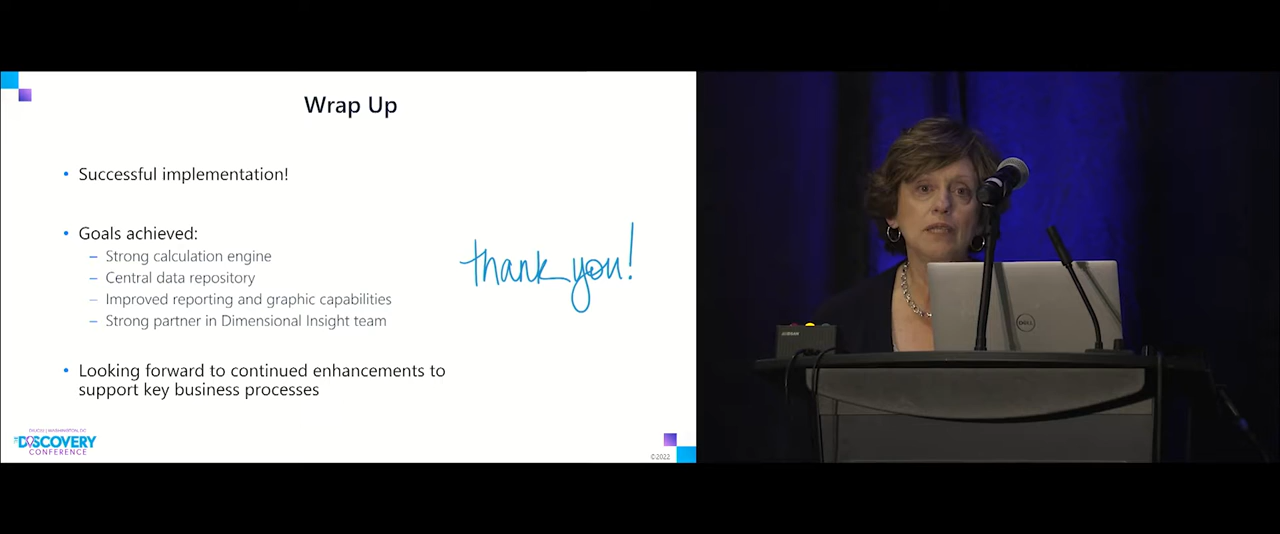 Wrap Up
• Successful implementation!
• Goals achieved:
– Strong calculation engine
– Central data repository
– Improved reporting and graphic capabilities
– Strong partner in Dimensional Insight team
• Looking forward to continued enhancements to
support key business processes
thank you!
DISCOVERY
CONFERENCE
©2022
DELL